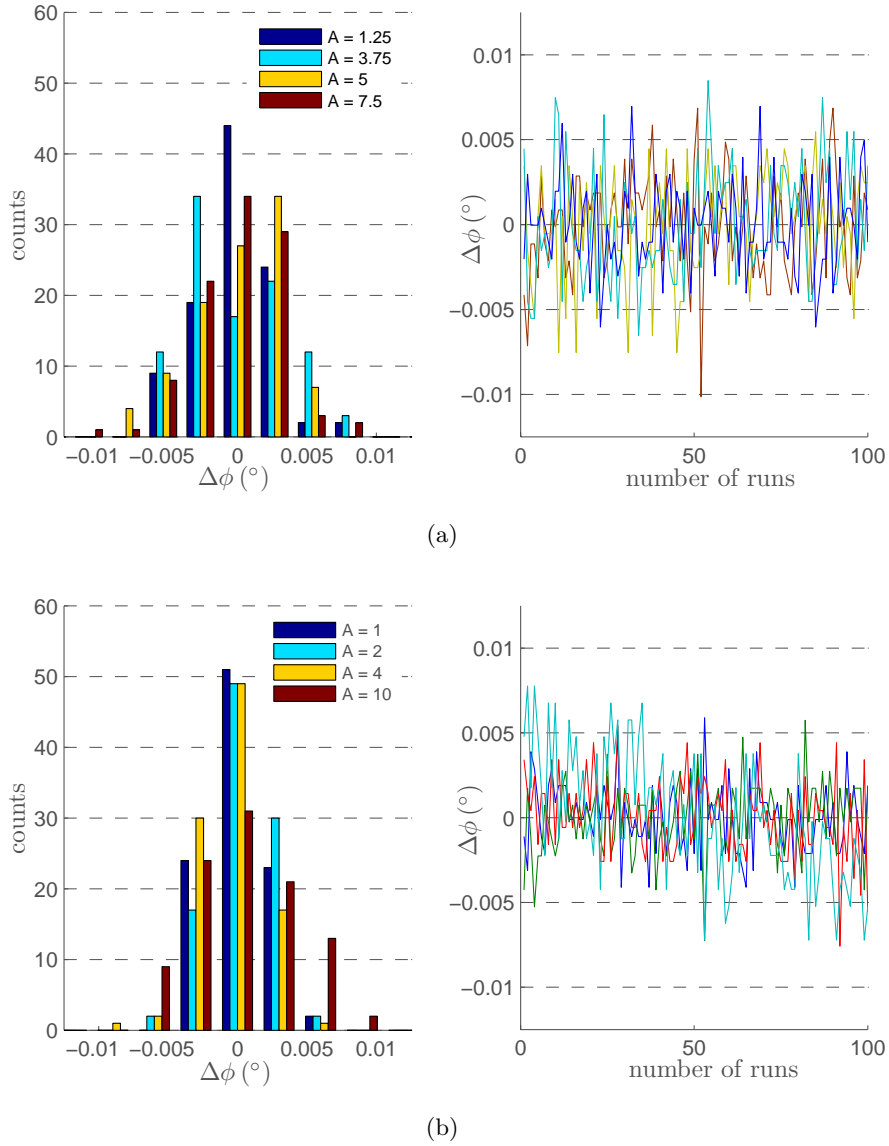 60
50
40
30
20
10
0
counts
−0.01
−0.005
0
0.005
0.01
Δϕ (°)
A = 1.25
A = 3.75
A = 5
A = 7.5
0.01
0.005
0
−0.005
−0.01
Δϕ (°)
0
50
100
number of runs
(a)
60
50
40
30
20
10
0
counts
−0.01
−0.005
0
0.005
0.01
Δϕ (°)
A = 1
A = 2
A = 4
A = 10
0.01
0.005
0
−0.005
−0.01
Δϕ (°)
0
50
100
number of runs
(b)